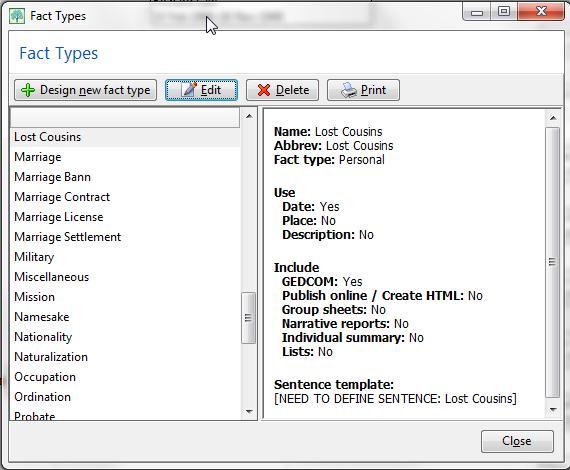 Fact Types
Fact Types
Design new fact type Edit Delete Print
Lost Cousins
Marriage
Marriage Bann
Marriage Contract
Marriage License
Marriage Settlement
Military
Miscellaneous
Mission
Namesake
Nationality
Naturalization
Occupation
Ordination
Probate
Name: Lost Cousins
Abbrev: Lost Cousins
Fact type: Personal
Use
Date: Yes
Place: No
Description: No
Include
GEDCOM: Yes
Publish online / Create HTML: No
Group sheets: No
Narrative reports: No
Individual summary: No
Lists: No
Sentence template:
[NEED TO DEFINE SENTENCE: Lost Cousins]
Close